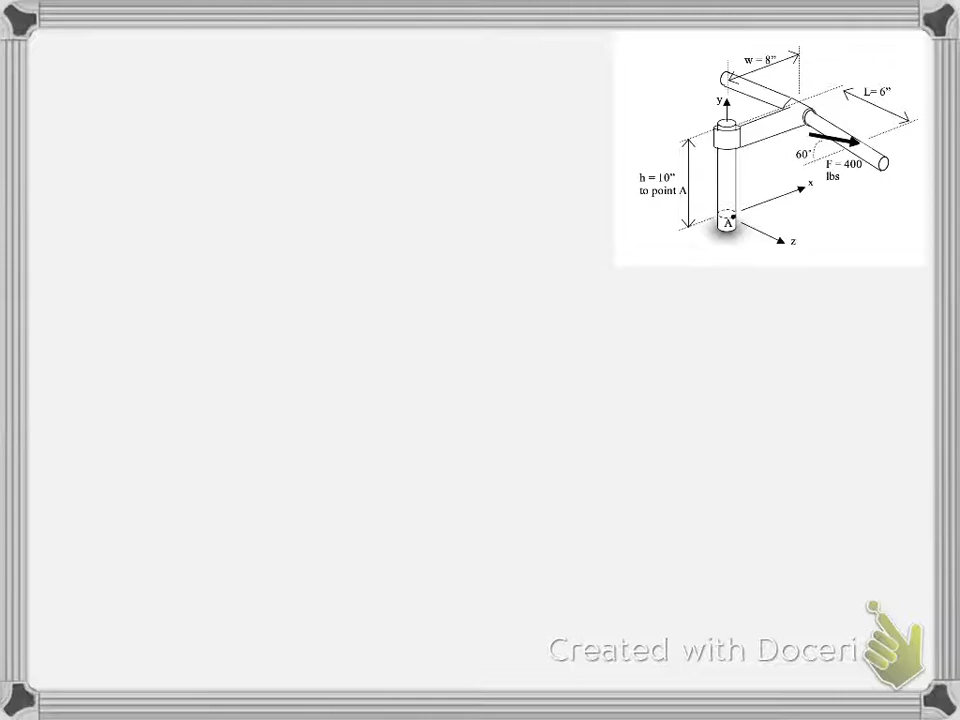 w = 8"
L= 6"
y
60°
F = 400
lbs
h = 10"
to point A
x
A
z
Created with Doceri